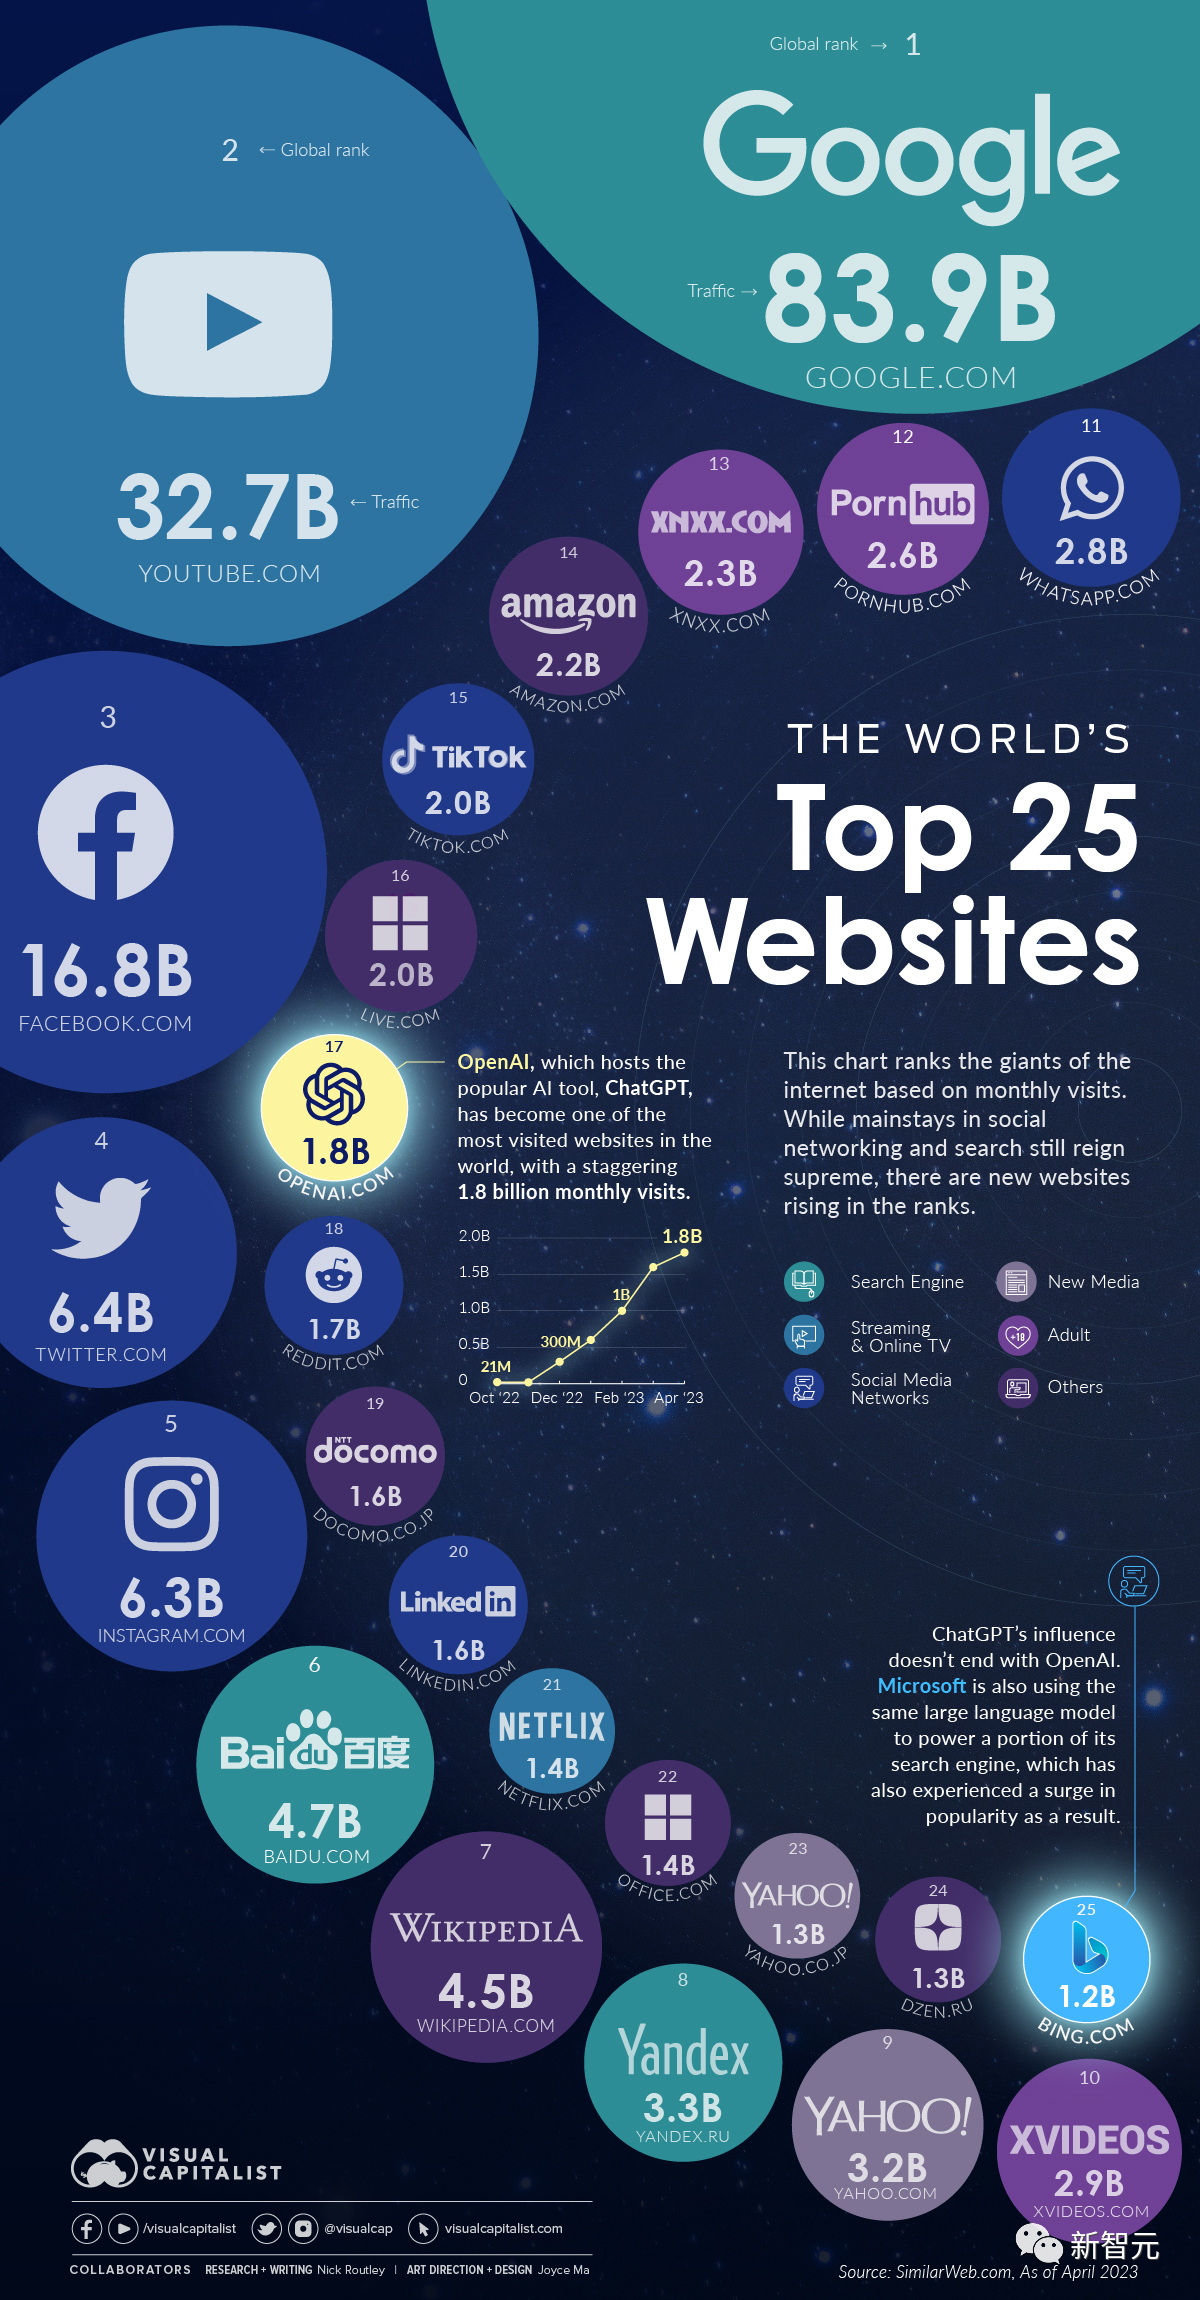 Global rank → 1
Google
Traffic → 83.9B
GOOGLE.COM
2 ← Global rank
32.7B ← Traffic
YOUTUBE.COM
3
16.8B
FACEBOOK.COM
4
6.4B
TWITTER.COM
5
6.3B
INSTAGRAM.COM
6
Bai du 百度
4.7B
BAIDU.COM
7
WIKIPEDIA
4.5B
WIKIPEDIA.COM
8
Yandex
3.3B
YANDEX.RU
9
YAHOO!
3.2B
YAHOO.COM
10
XVIDEOS
2.9B
XVIDEOS.COM
11
2.8B
WHATSAPP.COM
12
Porn hub
2.6B
PORNHUB.COM
13
XNXX.COM
2.3B
XNXX.COM
14
amazon
2.2B
AMAZON.COM
15
TikTok
2.0B
TIKTOK.COM
16
2.0B
LIVE.COM
17
1.8B
OPENAI.COM
18
1.7B
REDDIT.COM
19
NTT
döcomo
1.6B
DOCOMO.CO.JP
20
Linked in
1.6B
LINKEDIN.COM
21
NETFLIX
1.4B
NETFLIX.COM
22
1.4B
OFFICE.COM
23
YAHOO!
1.3B
YAHOO.CO.JP
24
1.3B
DZEN.RU
25
1.2B
BING.COM
THE WORLD'S
Top 25
Websites
This chart ranks the giants of the
internet based on monthly visits.
While mainstays in social
networking and search still reign
supreme, there are new websites
rising in the ranks.
Search Engine
Streaming
& Online TV
Social Media
Networks
New Media
+18
Adult
Others
OpenAI, which hosts the
popular AI tool, ChatGPT,
has become one of the
most visited websites in the
world, with a staggering
1.8 billion monthly visits.
2.0B
1.5B
1.0B
0.5B
0
21M
300M
1B
1.8B
Oct '22 Dec '22 Feb '23 Apr '23
ChatGPT's influence
doesn't end with OpenAI.
Microsoft is also using the
same large language model
to power a portion of its
search engine, which has
also experienced a surge in
popularity as a result.
VISUAL
CAPITALIST
/visualcapitalist @visualcap visualcapitalist.com
COLLABORATORS RESEARCH + WRITING Nick Routley | ART DIRECTION + DESIGN Joyce Ma
新智元
Source: SimilarWeb.com, As of April 2023